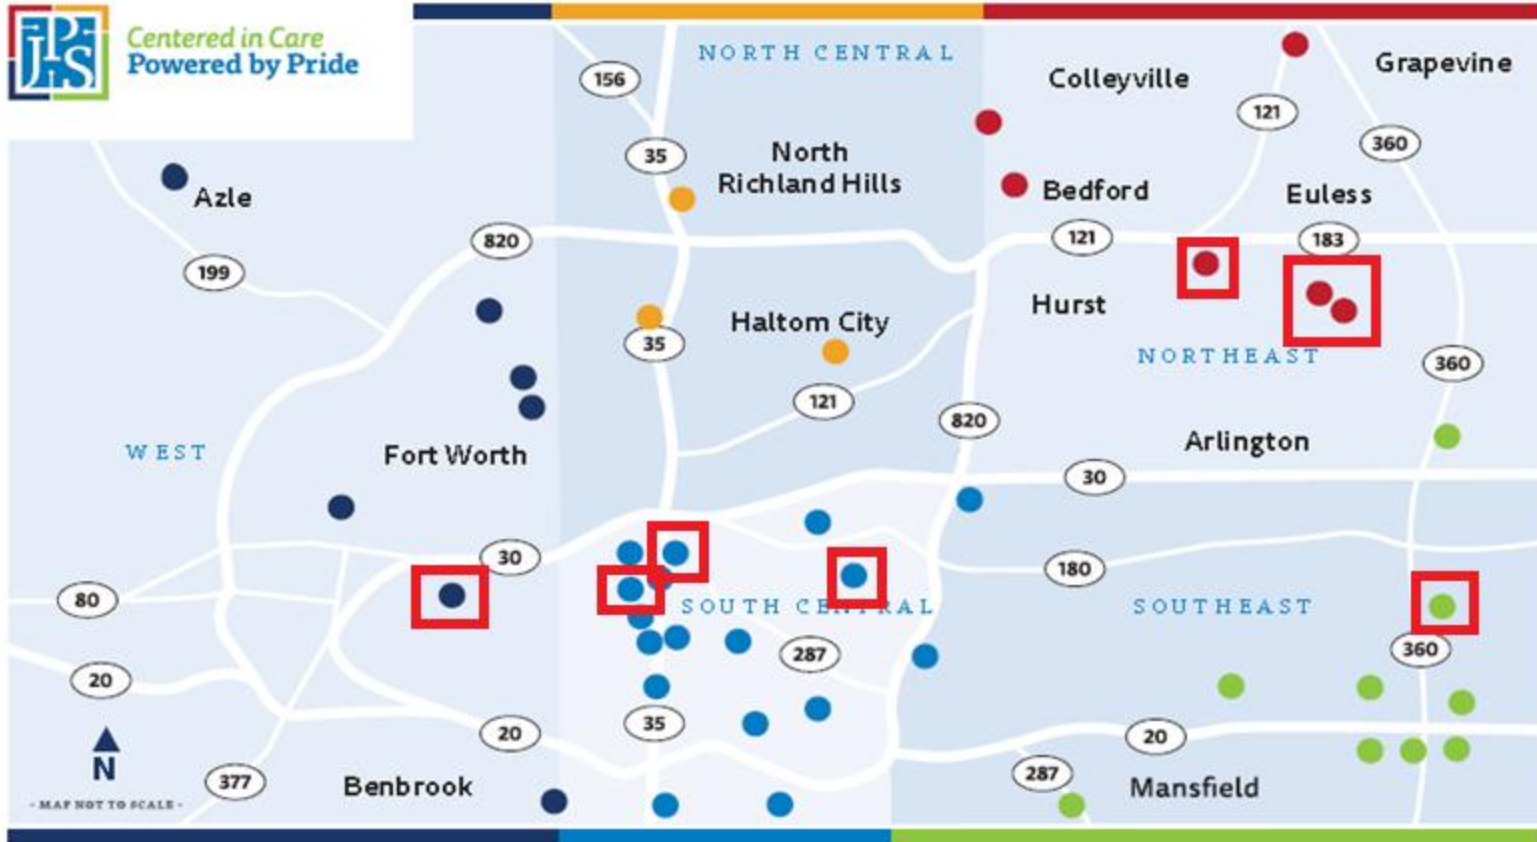 JPS
Centered in Care
Powered by Pride
NORTH CENTRAL
Colleyville
Grapevine
156
121
360
35
North
Richland Hills
Azle
Bedford
Euless
820
121
183
199
Hurst
Haltom City
35
NORTHEAST
360
121
820
WEST
Fort Worth
Arlington
30
30
180
80
SOUTH CENTRAL
SOUTHEAST
287
360
20
35
20
20
N
377
Benbrook
287
Mansfield
- MAP NOT TO SCALE -